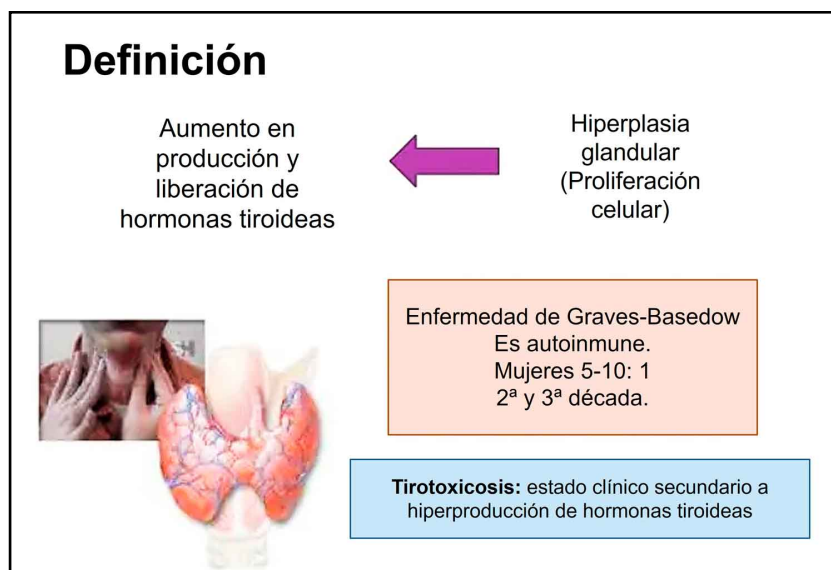 Definición
Aumento en
producción y
liberación de
hormonas tiroideas
Hiperplasia
glandular
(Proliferación
celular)
Enfermedad de Graves-Basedow
Es autoinmune.
Mujeres 5-10: 1
2ª y 3ª década.
Tirotoxicosis: estado clínico secundario a
hiperproducción de hormonas tiroideas